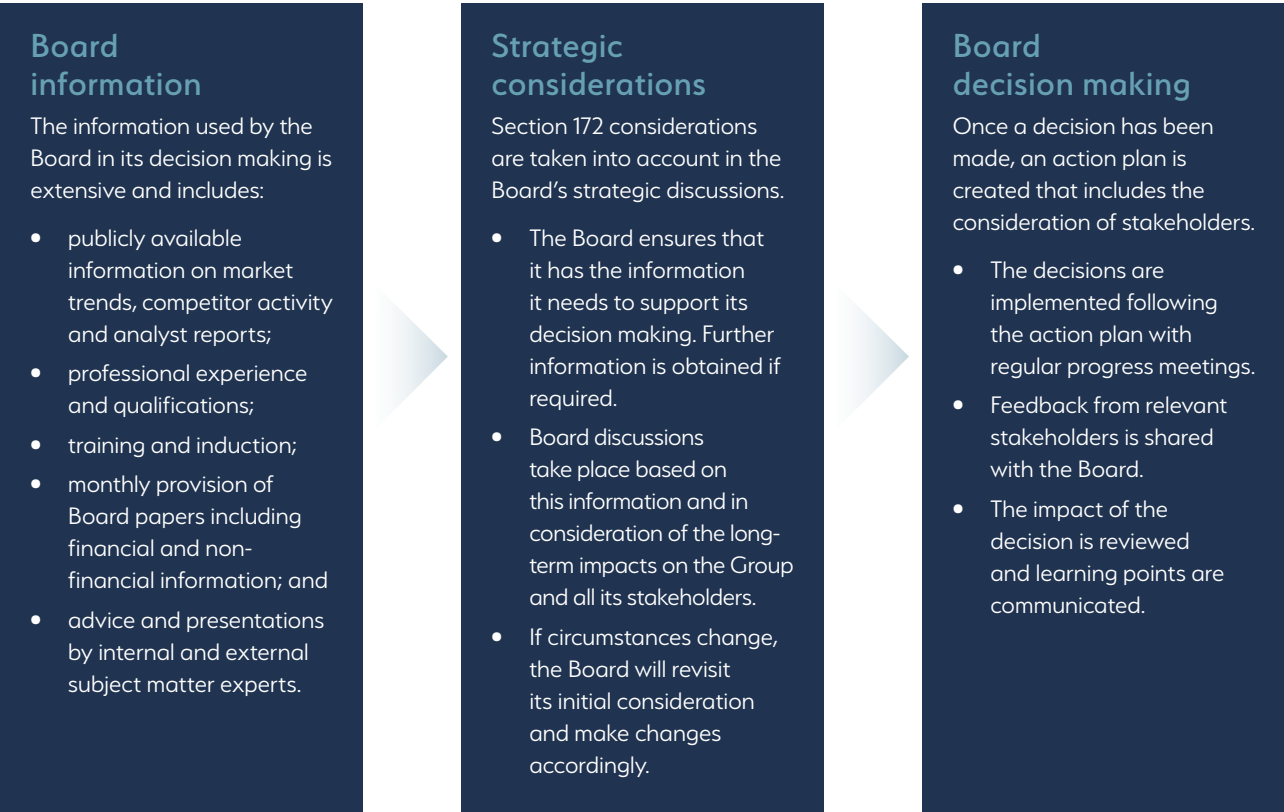 Board
information
The information used by the
Board in its decision making is
extensive and includes:
• publicly available
information on market
trends, competitor activity
and analyst reports;
• professional experience
and qualifications;
• training and induction;
• monthly provision of
Board papers including
financial and non-
financial information; and
• advice and presentations
by internal and external
subject matter experts.
Strategic
considerations
Section 172 considerations
are taken into account in the
Board’s strategic discussions.
• The Board ensures that
it has the information
it needs to support its
decision making. Further
information is obtained if
required.
• Board discussions
take place based on
this information and in
consideration of the long-
term impacts on the Group
and all its stakeholders.
• If circumstances change,
the Board will revisit
its initial consideration
and make changes
accordingly.
Board
decision making
Once a decision has been
made, an action plan is
created that includes the
consideration of stakeholders.
• The decisions are
implemented following
the action plan with
regular progress meetings.
• Feedback from relevant
stakeholders is shared
with the Board.
• The impact of the
decision is reviewed
and learning points are
communicated.